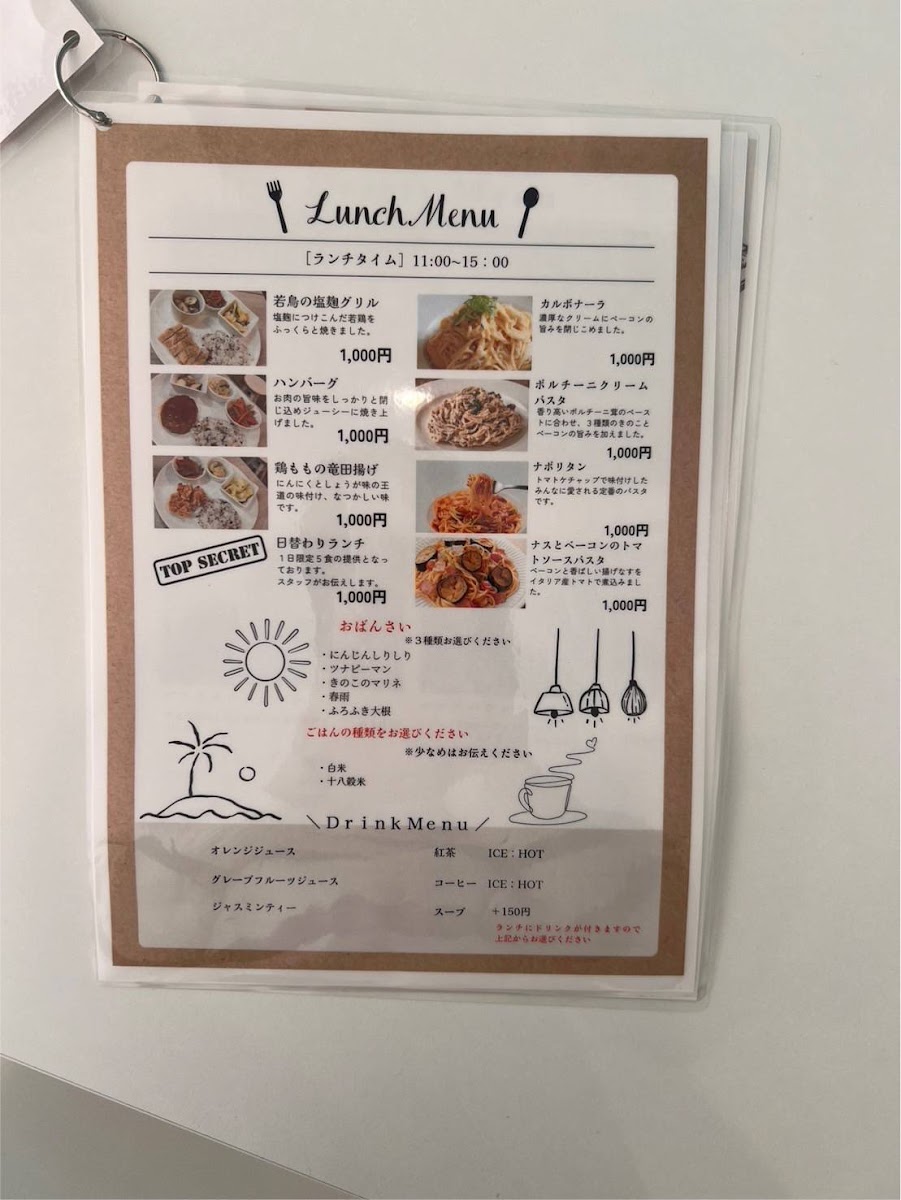 Lunch Menu
［ランチタイム］11:00~15：00
若鳥の塩麹グリル
塩麹につけこんだ若鶏を
ふっくらと焼きました。
1,000円
ハンバーグ
お肉の旨味をしっかりと閉
じ込めジューシーに焼き上
げました。
1,000円
鶏ももの竜田揚げ
にんにくとしょうが味の王
道の味付け、なつかしい味
です。
1,000円
TOP SECRET
日替わりランチ
１日限定５食の提供となっ
ております。
スタッフがお伝えします。
1,000円
カルボナーラ
濃厚なクリームにベーコンの
旨みを閉じこめました。
1,000円
ポルチーニクリーム
パスタ
香り高いポルチーニ茸のペース
トに合わせ、３種類のきのこと
ベーコンの旨みを加えました。
1,000円
ナポリタン
トマトケチャップで味付けした
みんなに愛される定番のパスタ
です。
1,000円
ナスとベーコンのトマ
トソースパスタ
ベーコンと香ばしい揚げなすを
イタリア産トマトで煮込みまし
た。
1,000円
おばんさい
※３種類お選びください
・にんじんしりしり
・ツナピーマン
・きのこのマリネ
・春雨
・ふろふき大根
ごはんの種類をお選びください
※少なめはお伝えください
・白米
・十八穀米
＼DrinkMenu／
オレンジジュース
グレープフルーツジュース
ジャスミンティー
紅茶 ICE：HOT
コーヒー ICE：HOT
スープ ＋150円
ランチにドリンクが付きますので
上記からお選びください